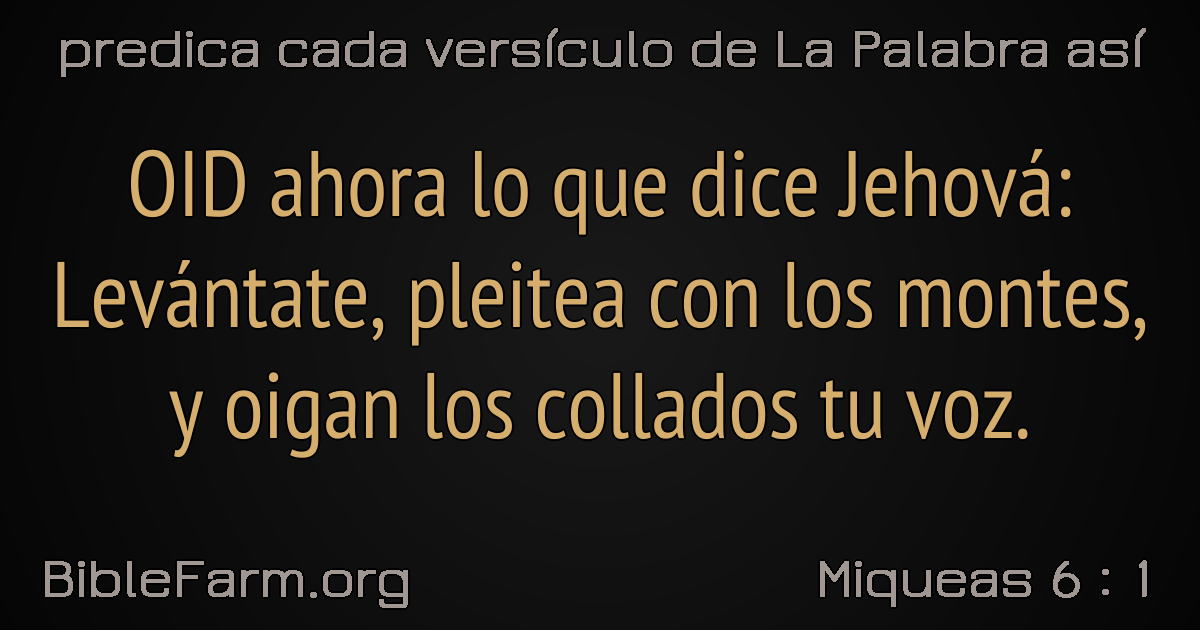 predica cada versículo de La Palabra así
OID ahora lo que dice Jehová:
Levántate, pleitea con los montes,
y oigan los collados tu voz.
BibleFarm.org
Miqueas 6 : 1